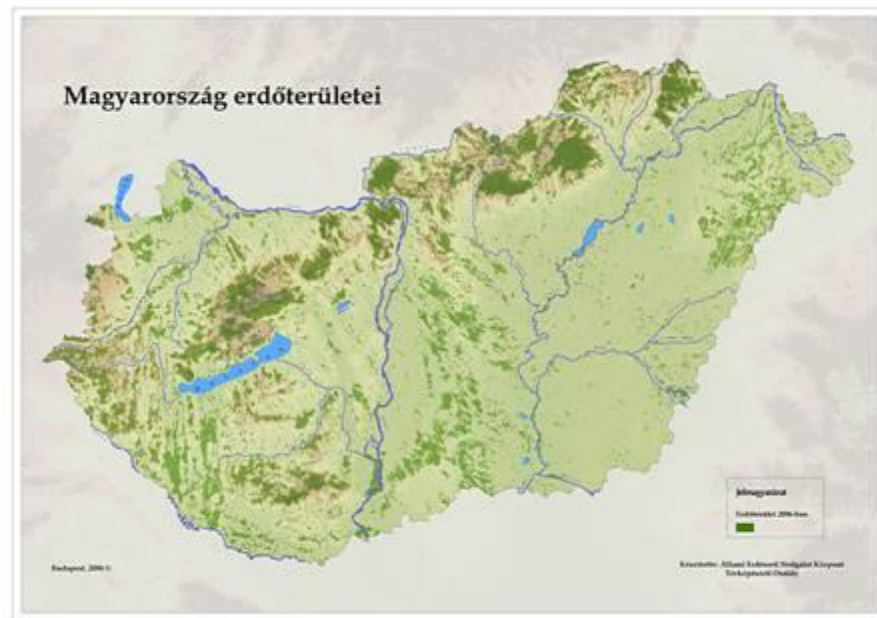 Magyarország erdőterületei
Jelmagyarázat
Erdőterület 2006-ban
Budapest, 2006
Készítette: Állami Erdészeti Szolgálat Központ
Térképészeti Osztály